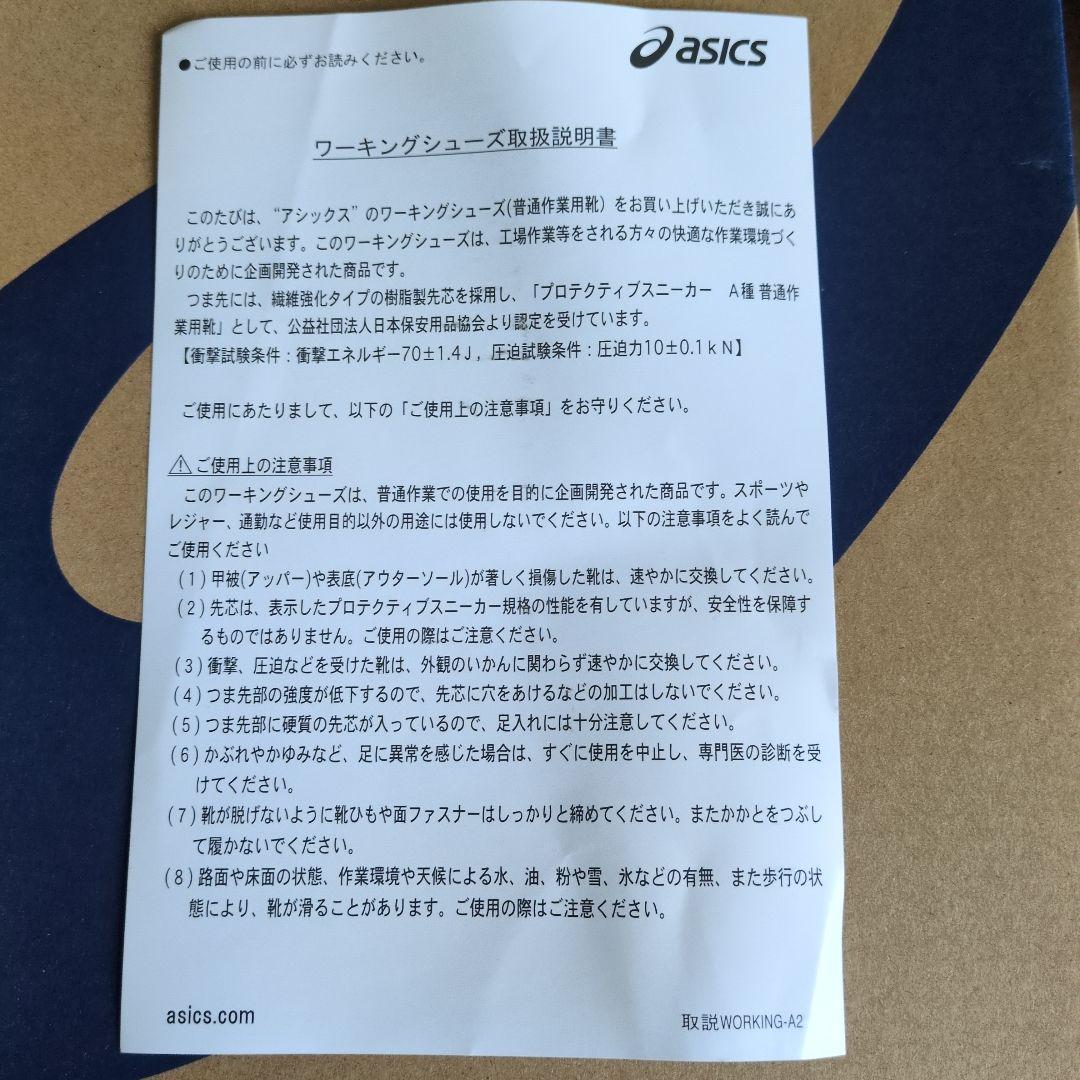 ●ご使用の前に必ずお読みください。
asics
ワーキングシューズ取扱説明書
このたびは、“アシックス”のワーキングシューズ(普通作業用靴）をお買い上げいただき誠にあ
りがとうございます。このワーキングシューズは、工場作業等をされる方々の快適な作業環境づく
りのために企画開発された商品です。
つま先には、繊維強化タイプの樹脂製先芯を採用し、「プロテクティブスニーカー　Ａ種 普通作
業用靴」として、公益社団法人日本保安用品協会より認定を受けています。
【衝撃試験条件：衝撃エネルギー70±1.4Ｊ，圧迫試験条件：圧迫力10±0.1ｋＮ】
ご使用にあたりまして、以下の「ご使用上の注意事項」をお守りください。
⚠ ご使用上の注意事項
このワーキングシューズは、普通作業での使用を目的に企画開発された商品です。スポーツや
レジャー、通勤など使用目的以外の用途には使用しないでください。以下の注意事項をよく読んで
ご使用ください
(1)甲被(アッパー)や表底(アウターソール)が著しく損傷した靴は、速やかに交換してください。
(2)先芯は、表示したプロテクティブスニーカー規格の性能を有していますが、安全性を保障す
るものではありません。ご使用の際はご注意ください。
(3)衝撃、圧迫などを受けた靴は、外観のいかんに関わらず速やかに交換してください。
(4)つま先部の強度が低下するので、先芯に穴をあけるなどの加工はしないでください。
(5)つま先部に硬質の先芯が入っているので、足入れには十分注意してください。
(6)かぶれやかゆみなど、足に異常を感じた場合は、すぐに使用を中止し、専門医の診断を受
けてください。
(7)靴が脱げないように靴ひもや面ファスナーはしっかりと締めてください。またかかとをつぶし
て履かないでください。
(8)路面や床面の状態、作業環境や天候による水、油、粉や雪、氷などの有無、また歩行の状
態により、靴が滑ることがあります。ご使用の際はご注意ください。
asics.com
取説WORKING-A2